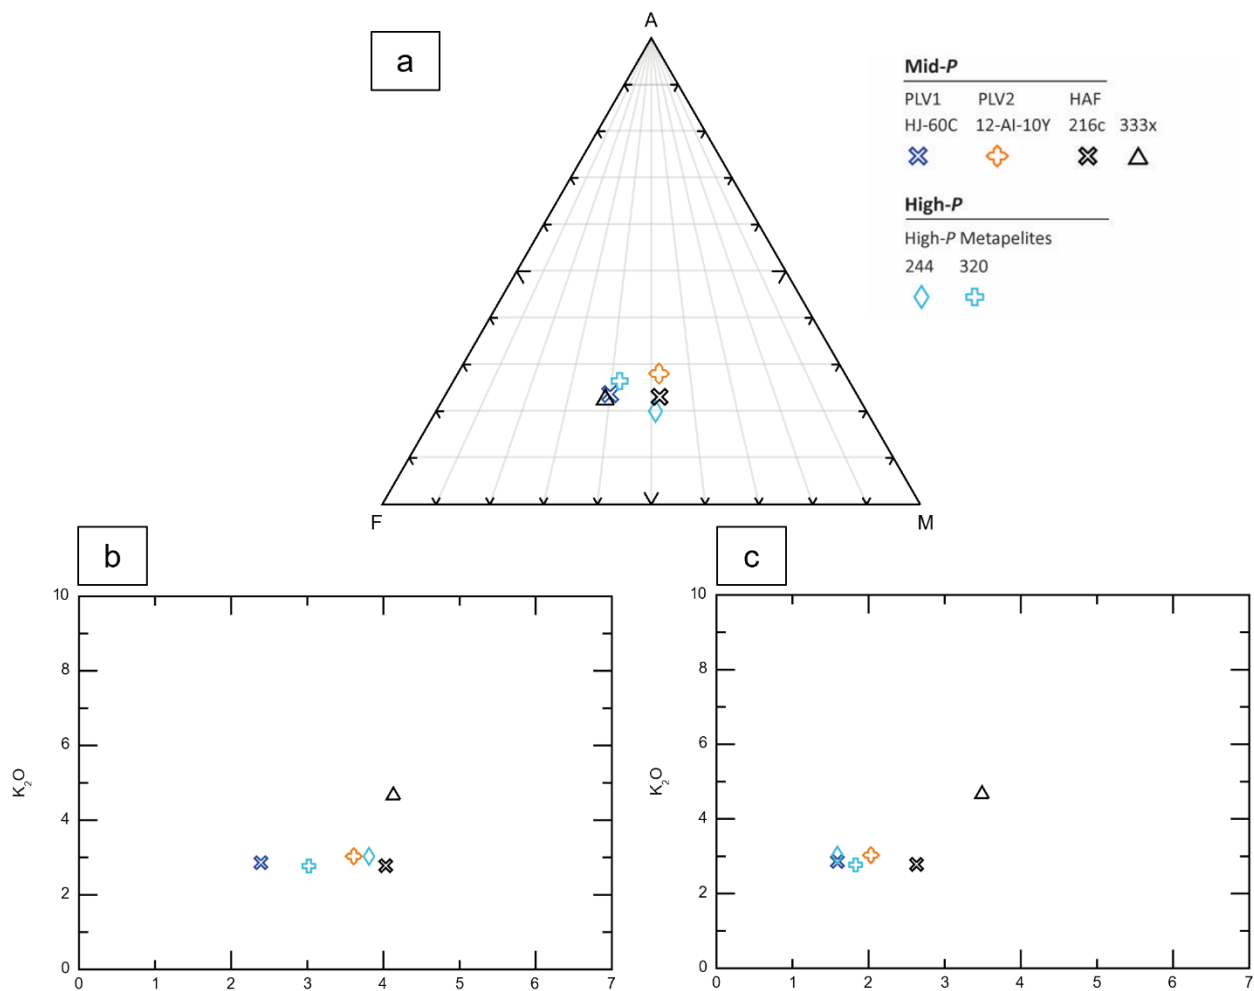 a
A
F
M
Mid-P
PLV1 PLV2 HAF
HJ-60C 12-AI-10Y 216c 333x
High-P
High-P Metapelites
244 320
b
10
8
6
4
2
0
K₂O
0 1 2 3 4 5 6 7
c
10
8
6
4
2
0
K₂O
0 1 2 3 4 5 6 7